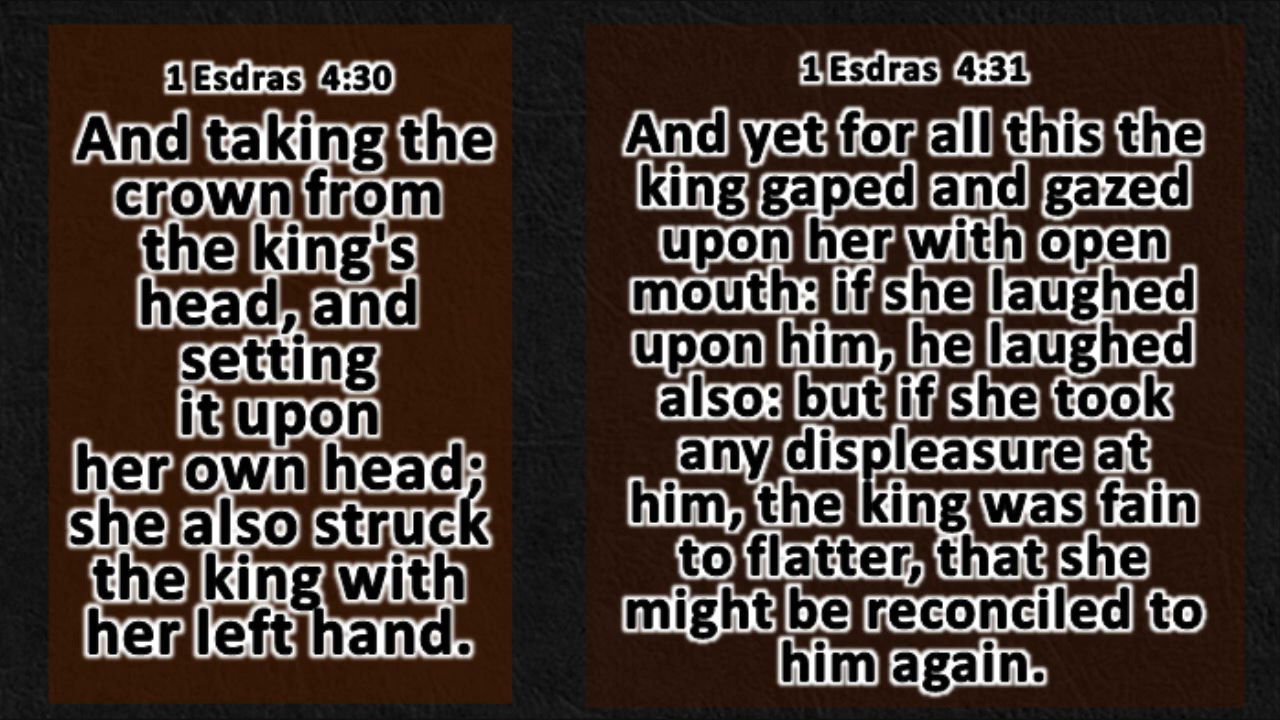 1 Esdras 4:30
And taking the
crown from
the king's
head, and
setting
it upon
her own head;
she also struck
the king with
her left hand.
1 Esdras 4:31
And yet for all this the
king gaped and gazed
upon her with open
mouth: if she laughed
upon him, he laughed
also: but if she took
any displeasure at
him, the king was fain
to flatter, that she
might be reconciled to
him again.